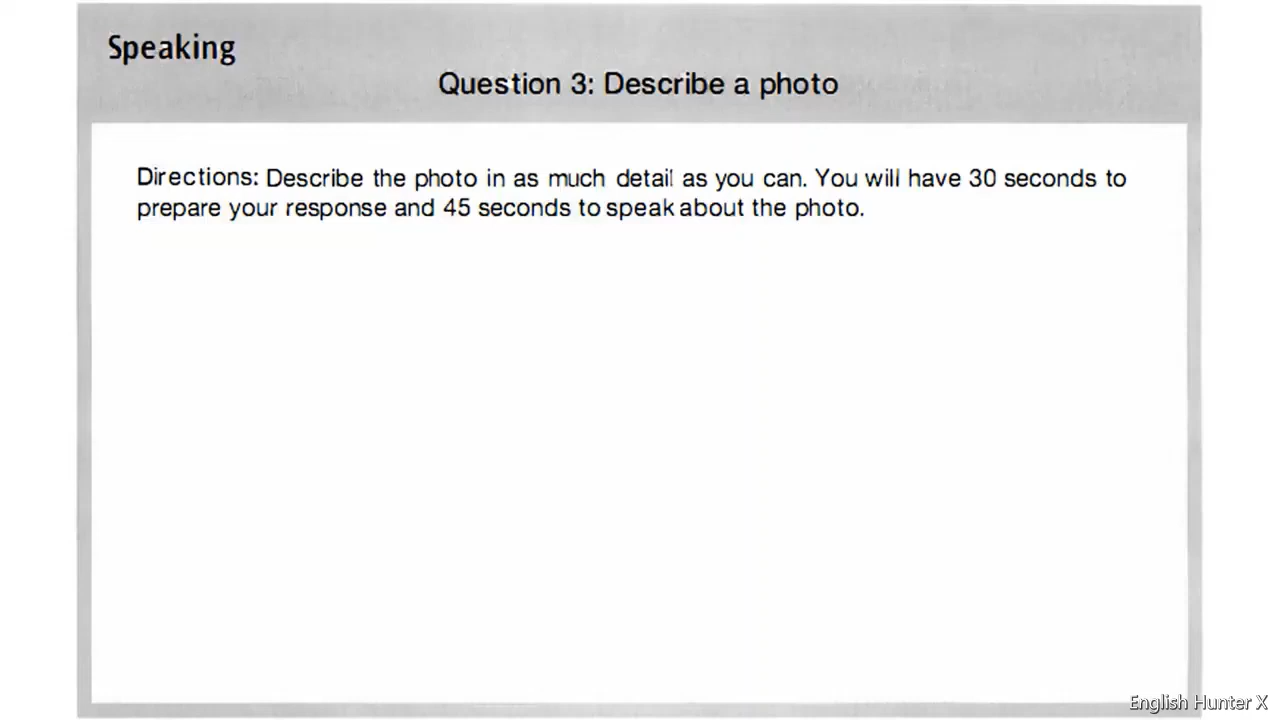 Speaking
Question 3: Describe a photo
Directions: Describe the photo in as much detail as you can. You will have 30 seconds to
prepare your response and 45 seconds to speak about the photo.
English Hunter X